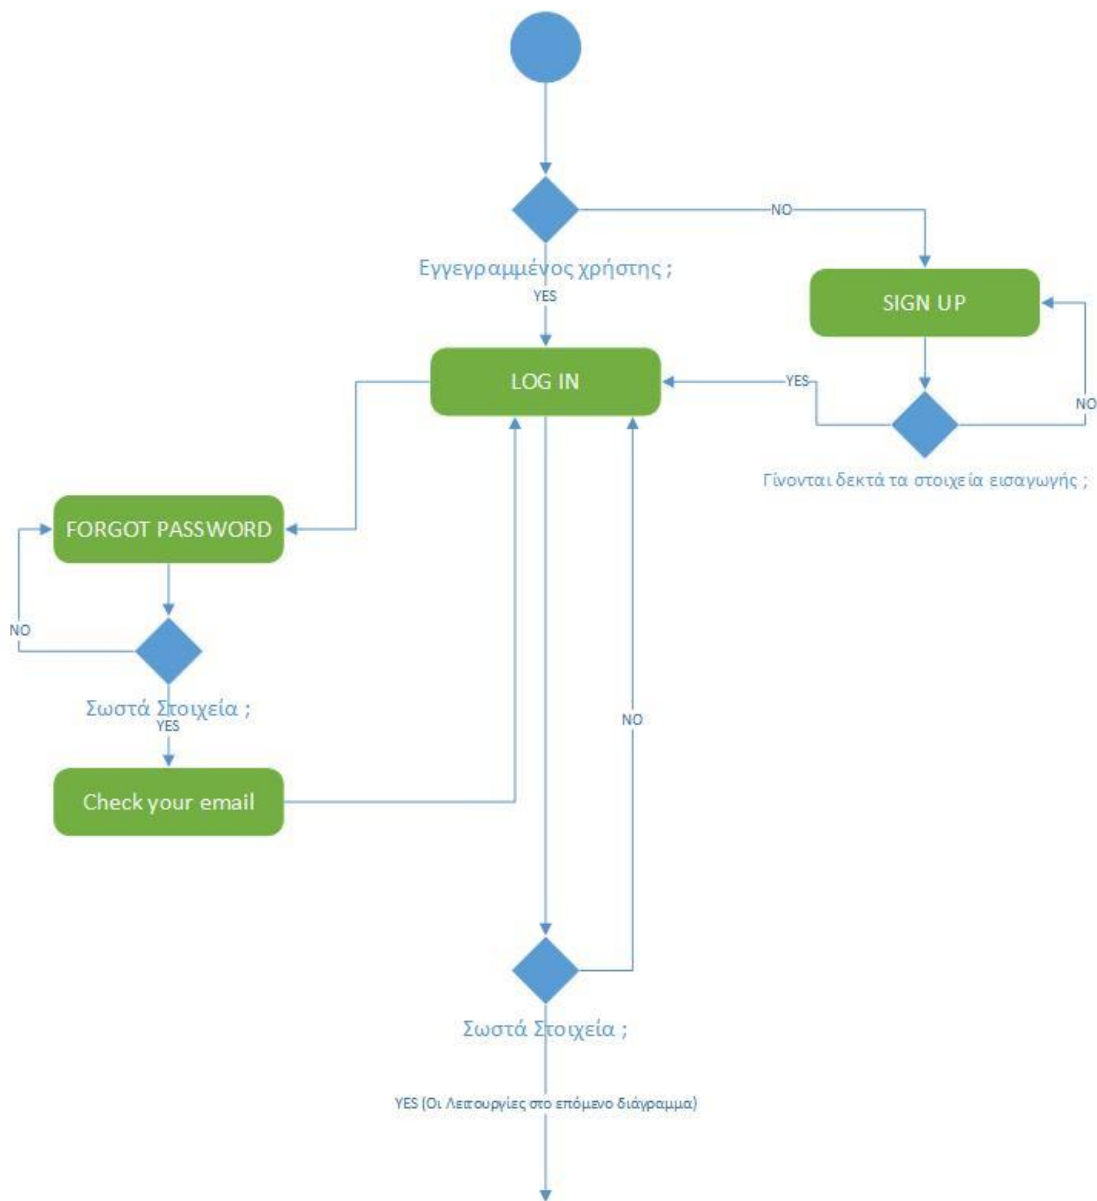 NO
Εγγεγραμμένος χρήστης ;
YES
SIGN UP
LOG IN
YES
NO
Γίνονται δεκτά τα στοιχεία εισαγωγής ;
FORGOT PASSWORD
NO
Σωστά Στοιχεία ;
YES
NO
Check your email
Σωστά Στοιχεία ;
YES (Οι Λειτουργίες στο επόμενο διάγραμμα)